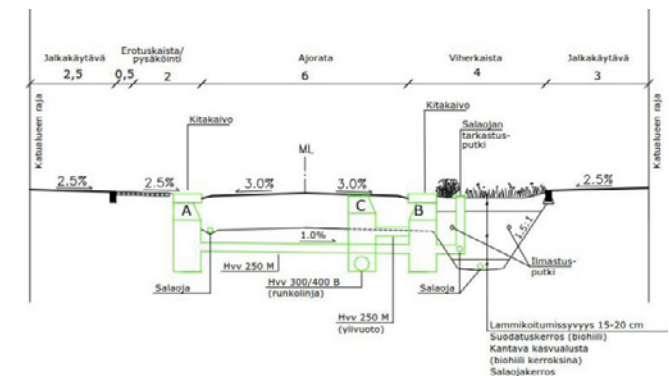 Jalkakäytävä
Erotuskaista/
pysäköinti
Ajorata
Viherkaista
Jalkakäytävä
2,5
0,5
2
6
4
3
Katualueen raja
Kitakaivo
Kitakaivo
Salaojan
tarkastus-
putki
Katualueen raja
ML
2.5%
2.5%
3.0%
3.0%
2.5%
A
C
B
1.0%
1.5:1
Ilmastus-
putki
Salaoja
Hvv 250 M
Hvv 300/400 B
(runkolinja)
Salaoja
Hvv 250 M
(ylivuoto)
Lammikoitumissyvyys 15-20 cm
Suodatuskerros (biohiili)
Kantava kasvualusta
(biohiili kerroksina)
Salaojakerros